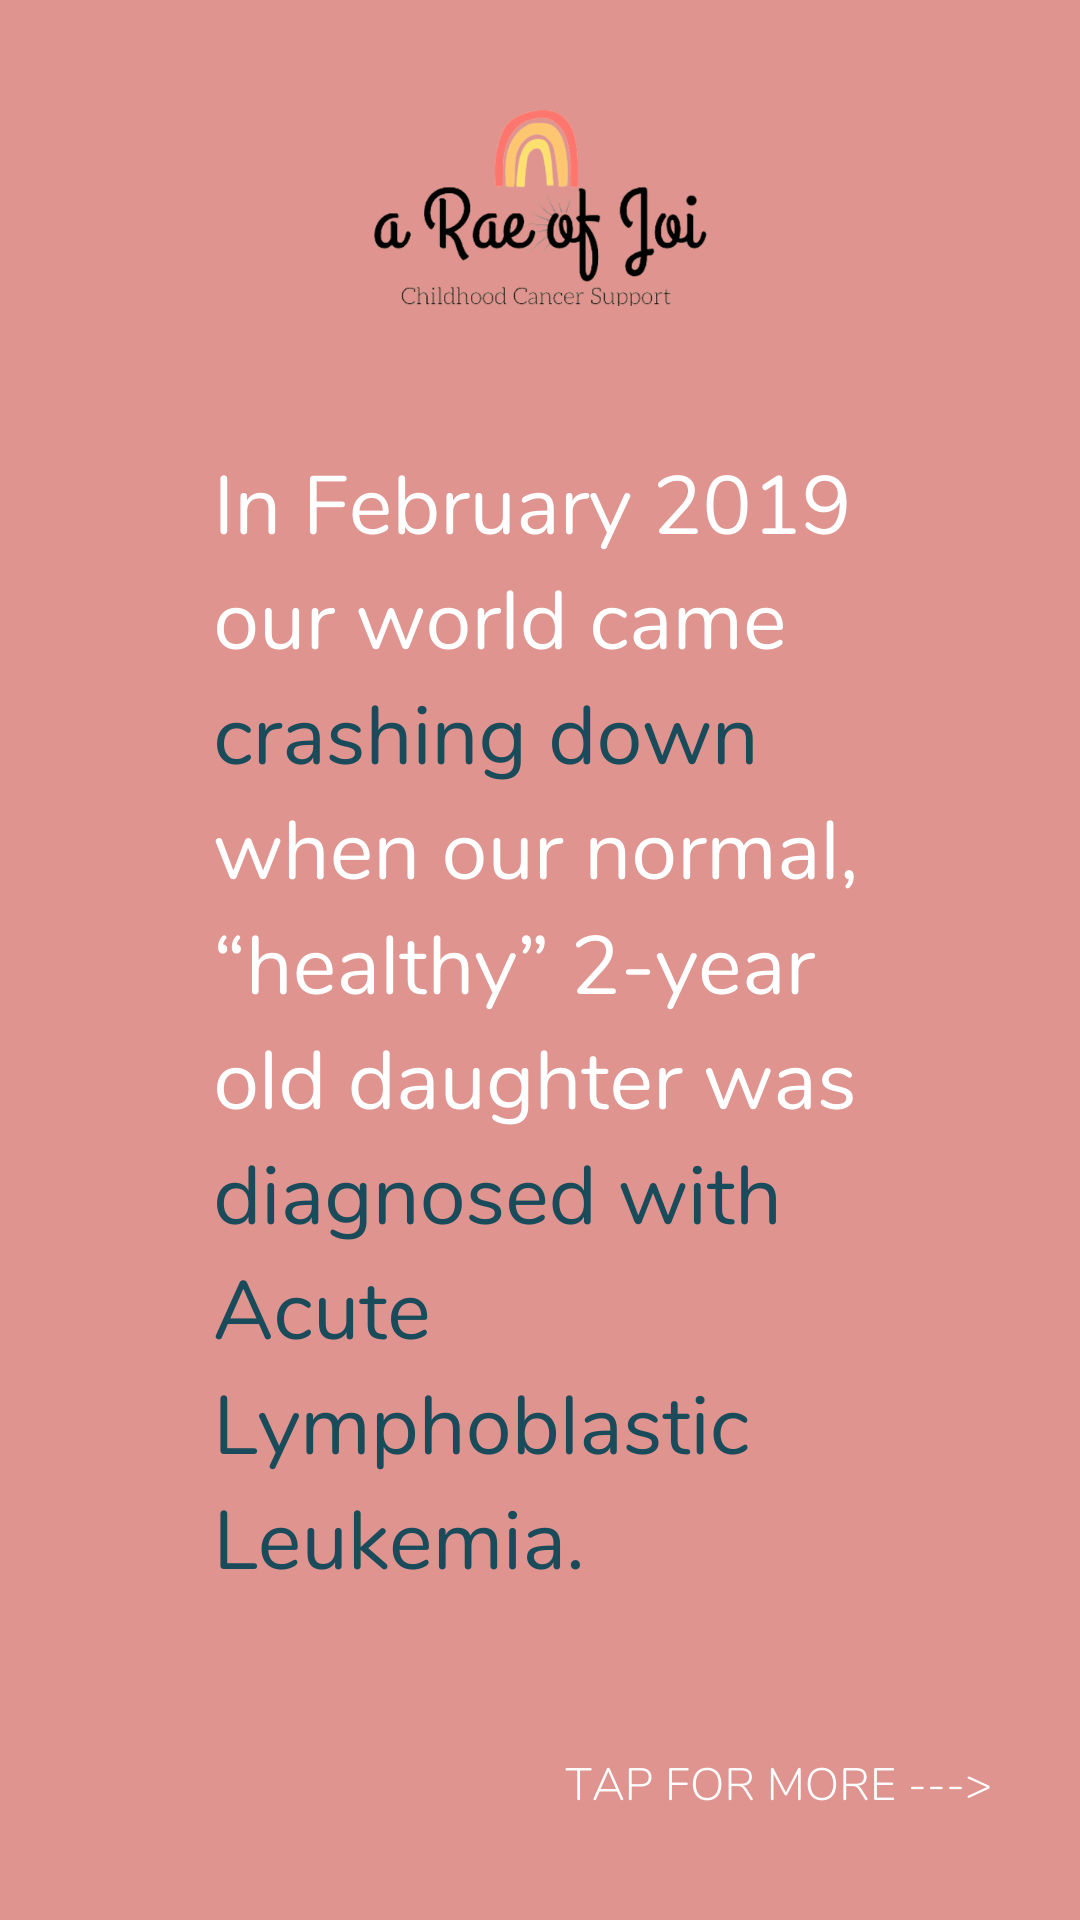 a Rae of Joi
Childhood Cancer Support
In February 2019
our world came
crashing down
when our normal,
“healthy” 2-year
old daughter was
diagnosed with
Acute
Lymphoblastic
Leukemia.
TAP FOR MORE --->